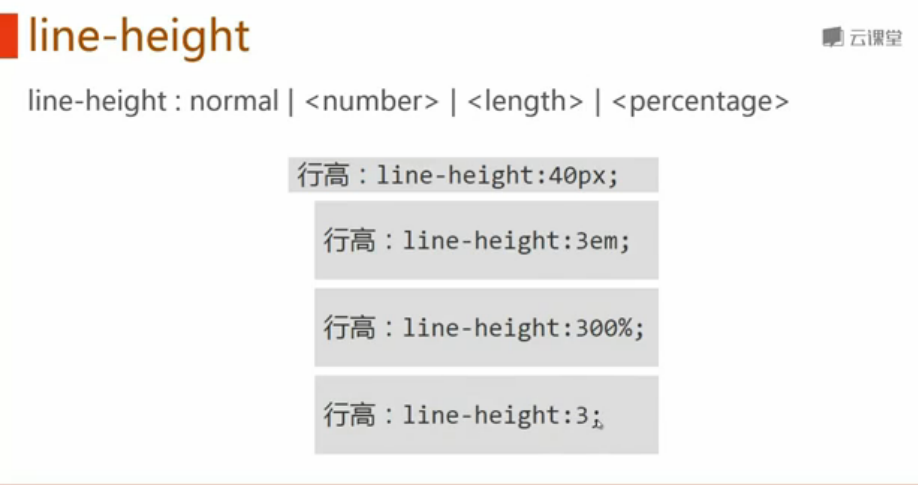 line-height
云课堂
line-height : normal | <number> | <length> | <percentage>
行高：line-height:40px;
行高：line-height:3em;
行高：line-height:300%;
行高：line-height:3;